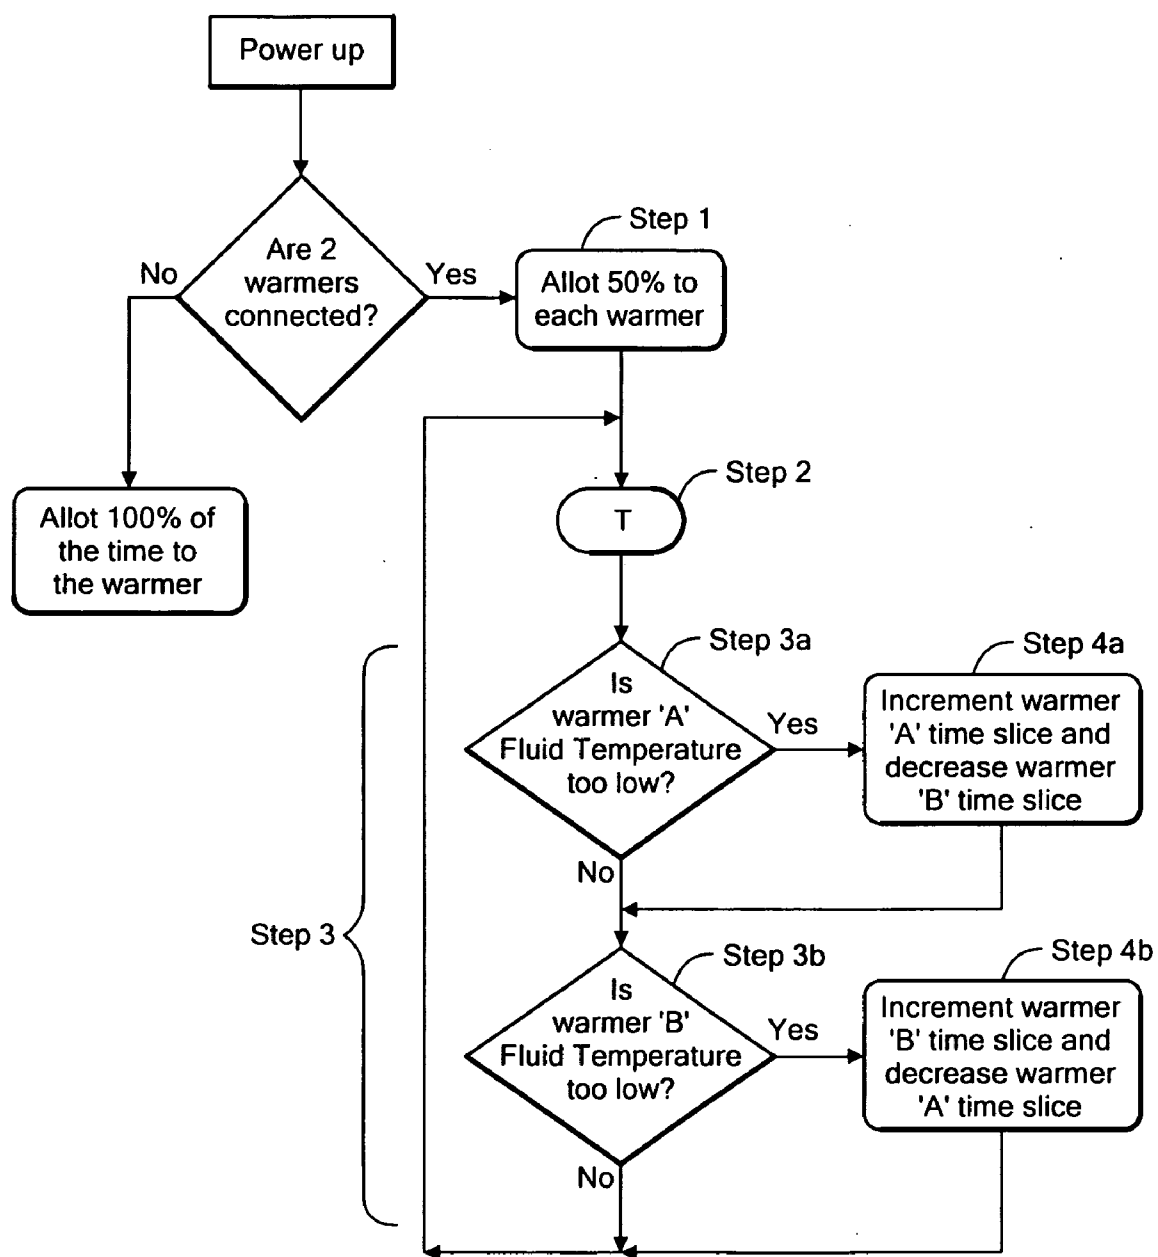 Power up
Step 1
Are 2
warmers
connected?
No
Yes
Allot 50% to
each warmer
Step 2
T
Allot 100% of
the time to
the warmer
Step 3a
Is
warmer 'A'
Fluid Temperature
too low?
Yes
No
Step 4a
Increment warmer
'A' time slice and
decrease warmer
'B' time slice
Step 3
Step 3b
Is
warmer 'B'
Fluid Temperature
too low?
Yes
No
Step 4b
Increment warmer
'B' time slice and
decrease warmer
'A' time slice